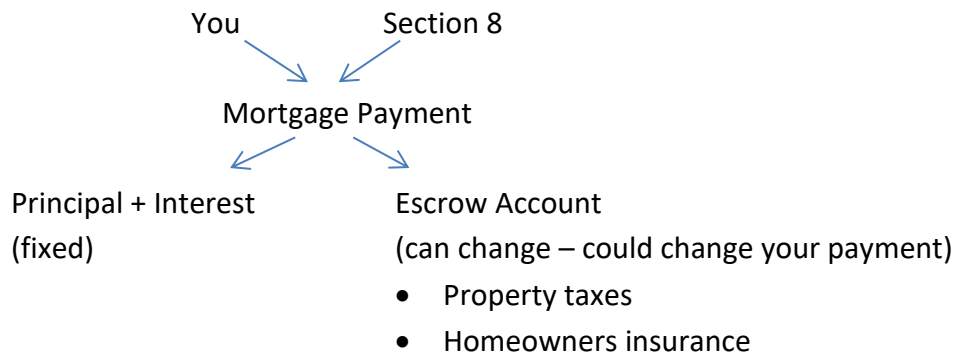 You Section 8
Mortgage Payment
Principal + Interest Escrow Account
(fixed) (can change – could change your payment)
• Property taxes
• Homeowners insurance